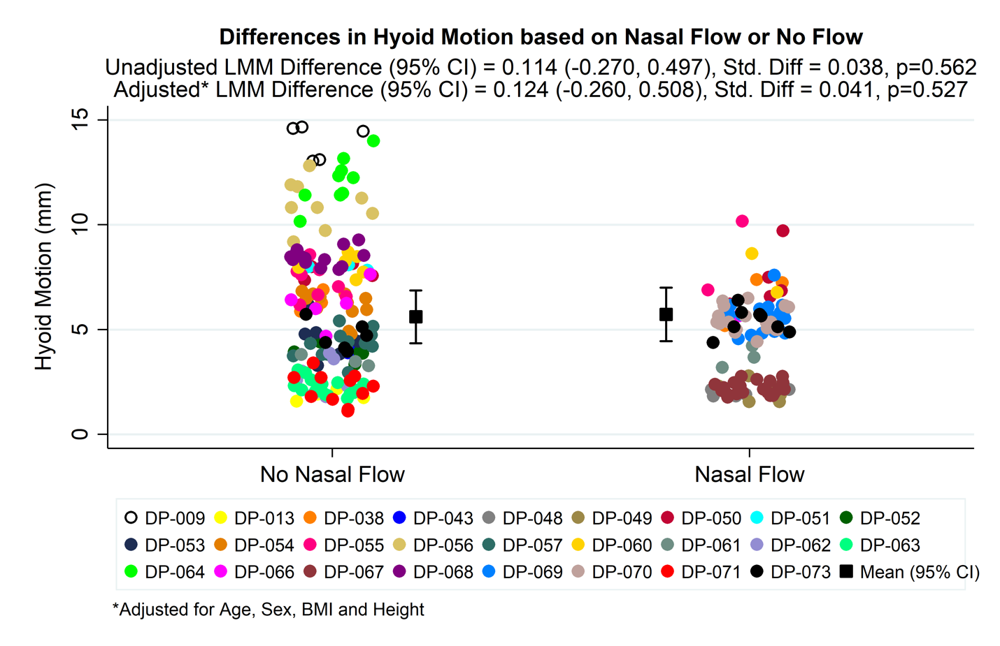 Differences in Hyoid Motion based on Nasal Flow or No Flow
Unadjusted LMM Difference (95% CI) = 0.114 (-0.270, 0.497), Std. Diff = 0.038, p=0.562
Adjusted* LMM Difference (95% CI) = 0.124 (-0.260, 0.508), Std. Diff = 0.041, p=0.527
Hyoid Motion (mm)
15
10
5
0
No Nasal Flow Nasal Flow
DP-009 DP-013 DP-038 DP-043 DP-048 DP-049 DP-050 DP-051 DP-052
DP-053 DP-054 DP-055 DP-056 DP-057 DP-060 DP-061 DP-062 DP-063
DP-064 DP-066 DP-067 DP-068 DP-069 DP-070 DP-071 DP-073 Mean (95% CI)
*Adjusted for Age, Sex, BMI and Height